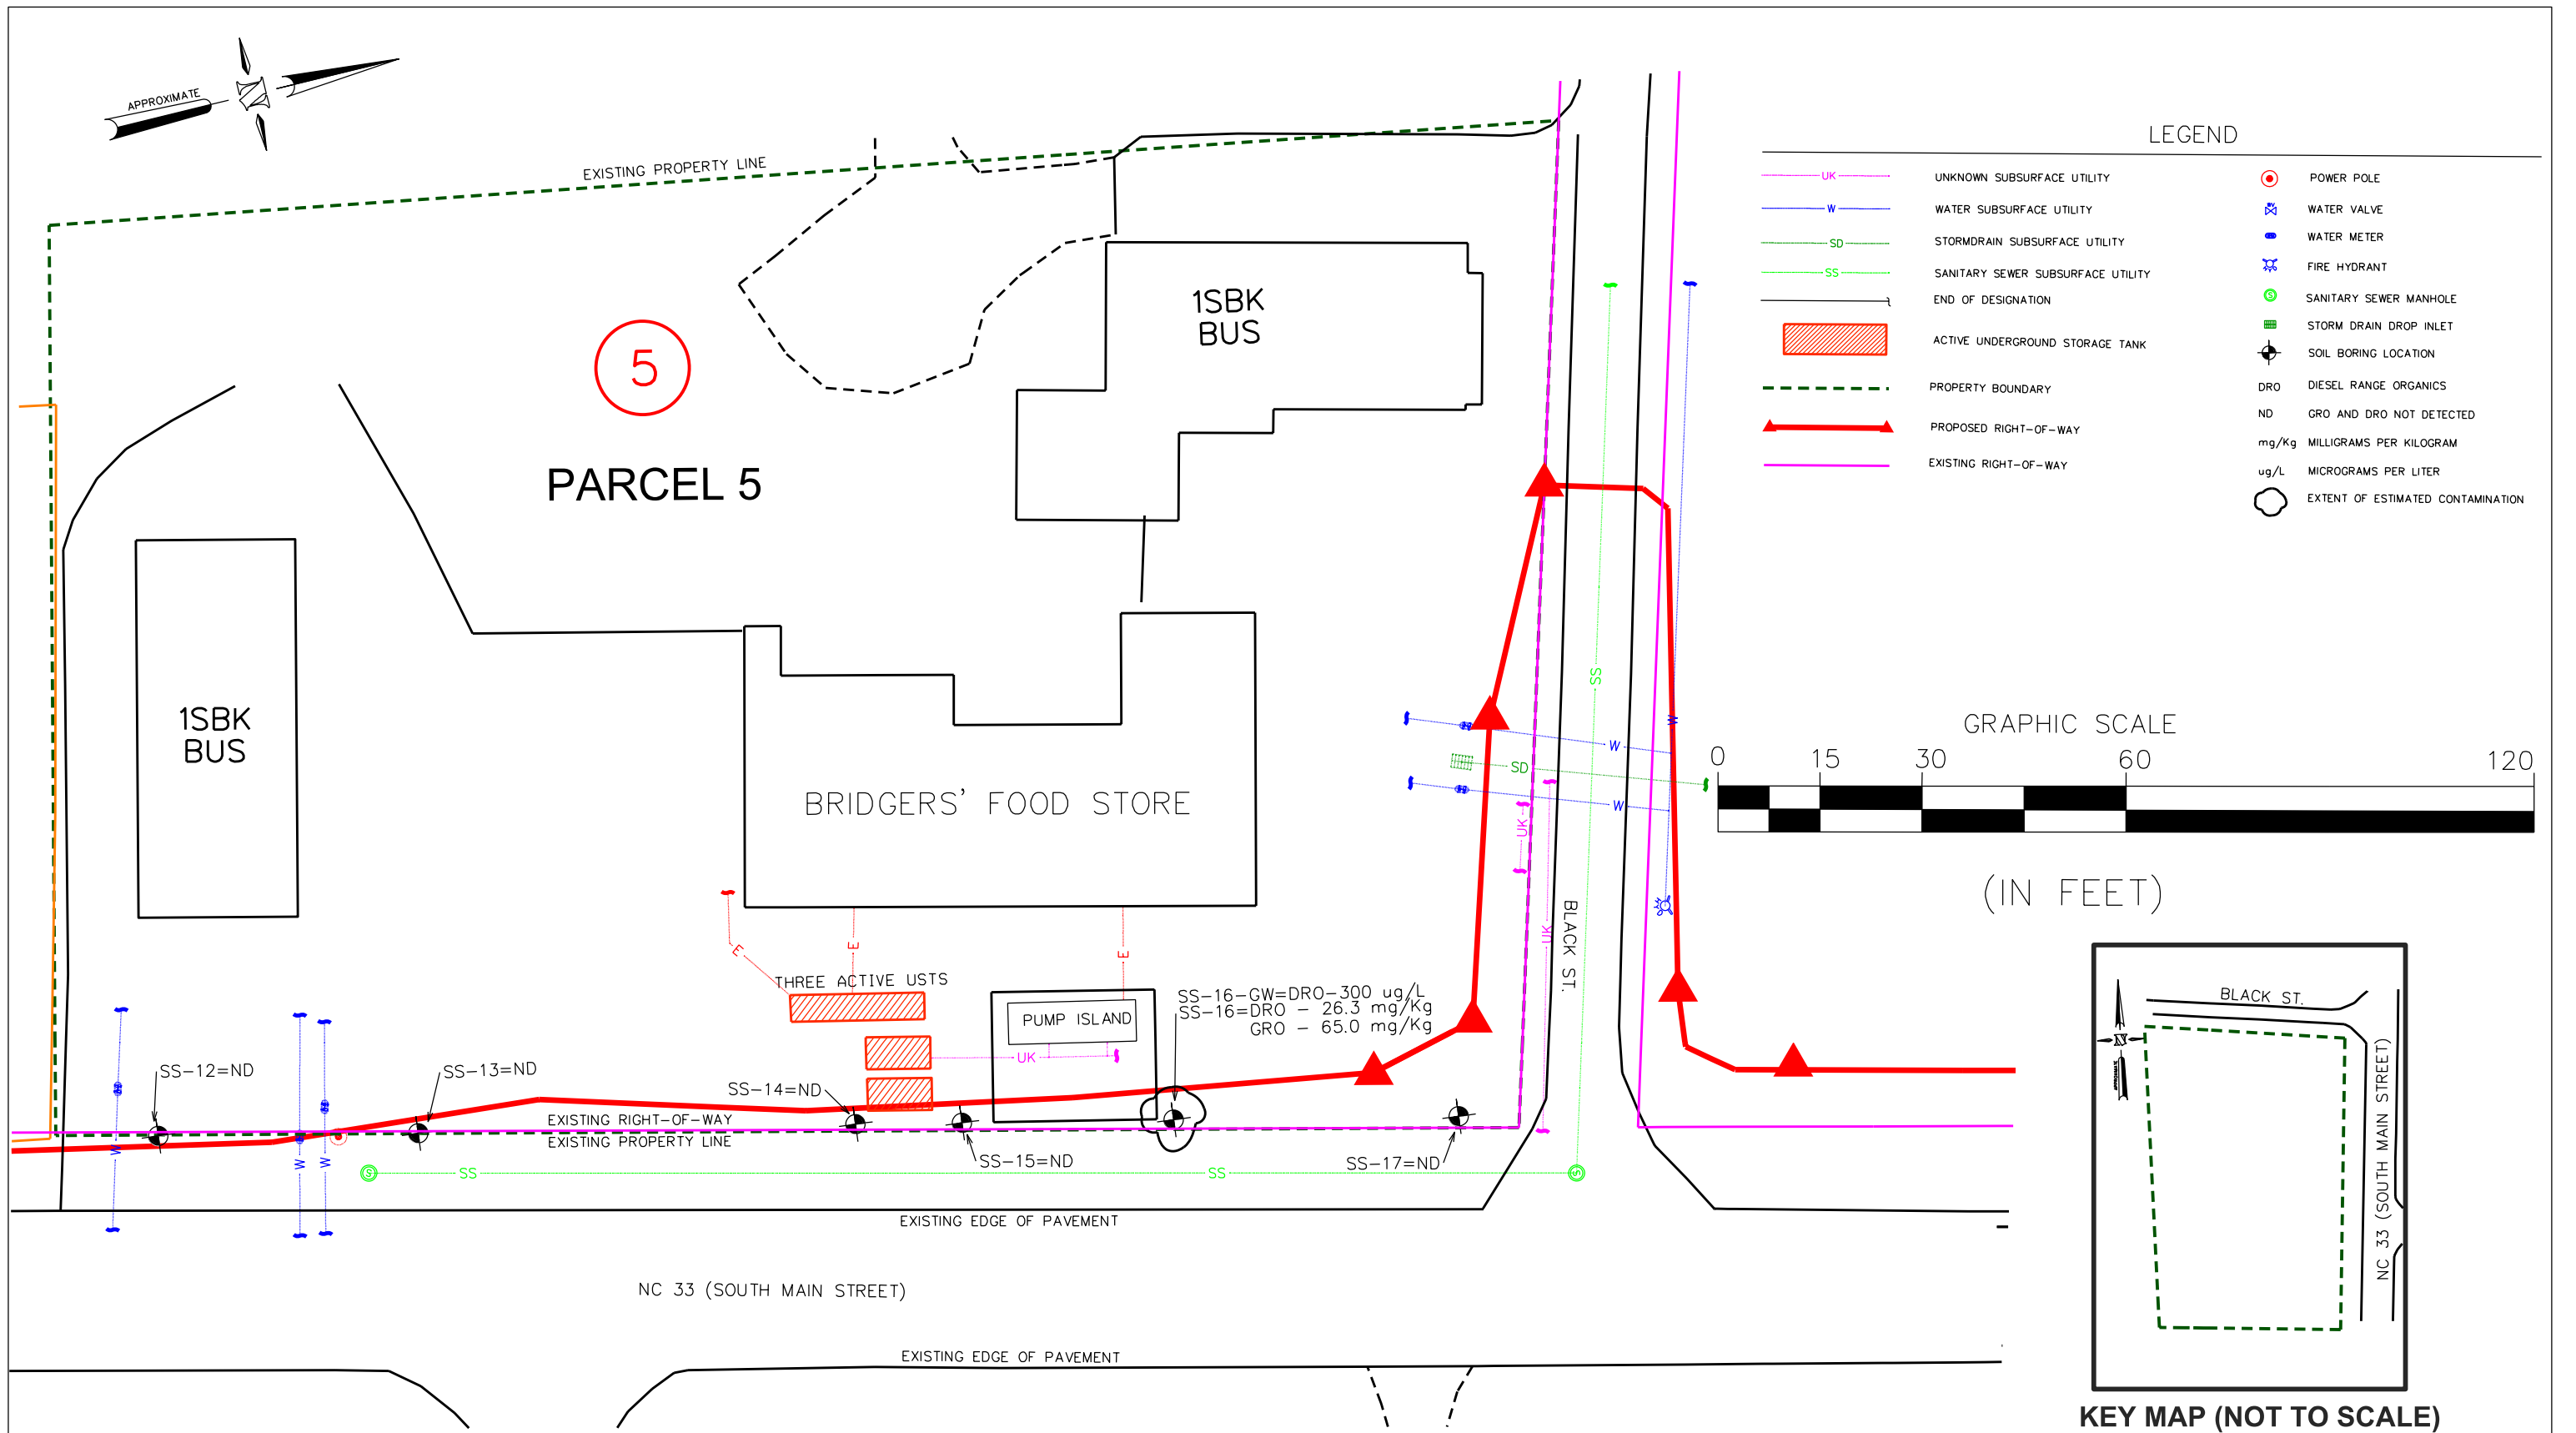 APPROXIMATE
EXISTING PROPERTY LINE
5
PARCEL 5
1SBK
BUS
1SBK
BUS
BRIDGERS' FOOD STORE
THREE ACTIVE USTS
PUMP ISLAND
E
E
E
UK
SS-16-GW=DRO-300 ug/L
SS-16=DRO - 26.3 mg/Kg
GRO - 65.0 mg/Kg
SS-12=ND
SS-13=ND
SS-14=ND
SS-15=ND
SS-17=ND
EXISTING RIGHT-OF-WAY
EXISTING PROPERTY LINE
W
W
W
S
SS
SS
S
SS
W
W
W
SD
UK
UK
BLACK ST.
EXISTING EDGE OF PAVEMENT
NC 33 (SOUTH MAIN STREET)
EXISTING EDGE OF PAVEMENT
LEGEND
UK UNKNOWN SUBSURFACE UTILITY
W WATER SUBSURFACE UTILITY
SD STORMDRAIN SUBSURFACE UTILITY
SS SANITARY SEWER SUBSURFACE UTILITY
END OF DESIGNATION
ACTIVE UNDERGROUND STORAGE TANK
PROPERTY BOUNDARY
PROPOSED RIGHT-OF-WAY
EXISTING RIGHT-OF-WAY
POWER POLE
WATER VALVE
WATER METER
FIRE HYDRANT
S SANITARY SEWER MANHOLE
STORM DRAIN DROP INLET
SOIL BORING LOCATION
DRO DIESEL RANGE ORGANICS
ND GRO AND DRO NOT DETECTED
mg/Kg MILLIGRAMS PER KILOGRAM
ug/L MICROGRAMS PER LITER
EXTENT OF ESTIMATED CONTAMINATION
GRAPHIC SCALE
0 15 30 60 120
(IN FEET)
BLACK ST.
NC 33 (SOUTH MAIN STREET)
KEY MAP (NOT TO SCALE)